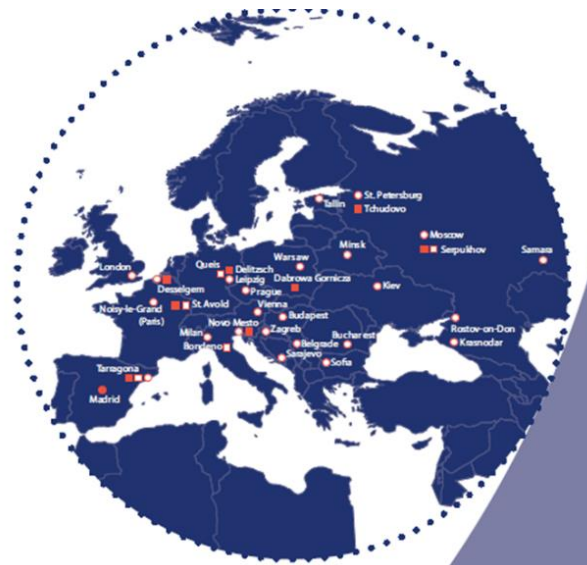 St. Petersburg
Tallin
Tchudovo
Moscow
Serpukhov
Samara
Minsk
Warsaw
Queis
Delitzsch
Leipzig
London
Dabrowa Gornicza
Kiev
Desselgem
Prague
Noisy-le-Grand
(Paris)
St. Avold
Vienna
Budapest
Novo Mesto
Zagreb
Milan
Bucharest
Rostov-on-Don
Krasnodar
Bondeno
Belgrade
Sarajevo
Sofia
Tarragona
Madrid